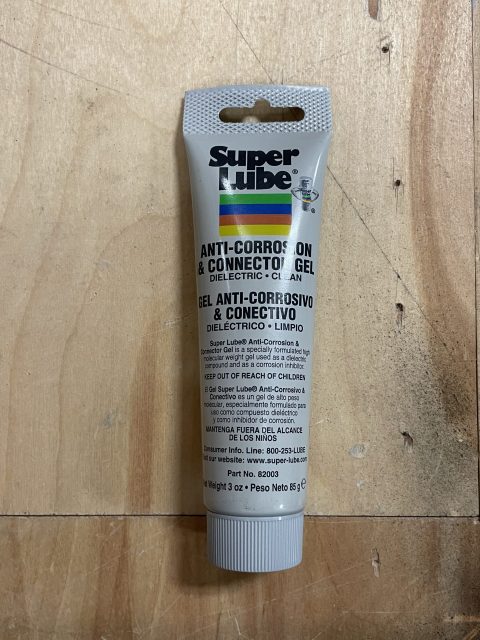 Super
Lube®
ANTI-CORROSION
& CONNECTOR GEL
DIELECTRIC • CLEAN
GEL ANTI-CORROSIVO
& CONECTIVO
DIELÉCTRICO • LIMPIO
Super Lube® Anti-Corrosion &
Connector Gel is a specially formulated high
molecular weight gel used as a dielectric
compound and as a corrosion inhibitor.
KEEP OUT OF REACH OF CHILDREN
El Gel Super Lube® Anti-Corrosivo &
Conectivo es un gel de alto peso
molecular, especialmente formulado para
uso como compuesto dieléctrico
y como inhibidor de corrosión.
MANTENGA FUERA DEL ALCANCE
DE LOS NIÑOS
Consumer Info. Line: 800-253-LUBE
our website: www.super-lube.com
Part No. 82003
Weight 3 oz • Peso Neto 85 g ℮